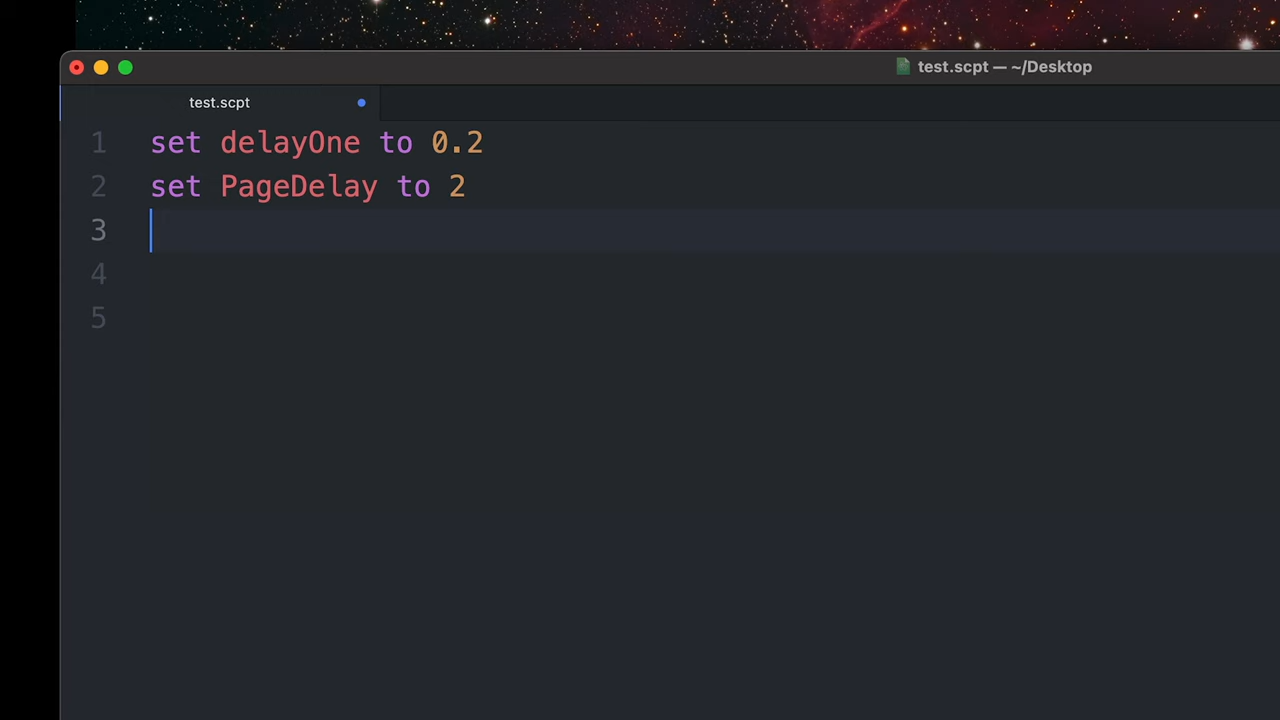 test.scpt — ~/Desktop
test.scpt
1 set delayOne to 0.2
2 set PageDelay to 2
3
4
5